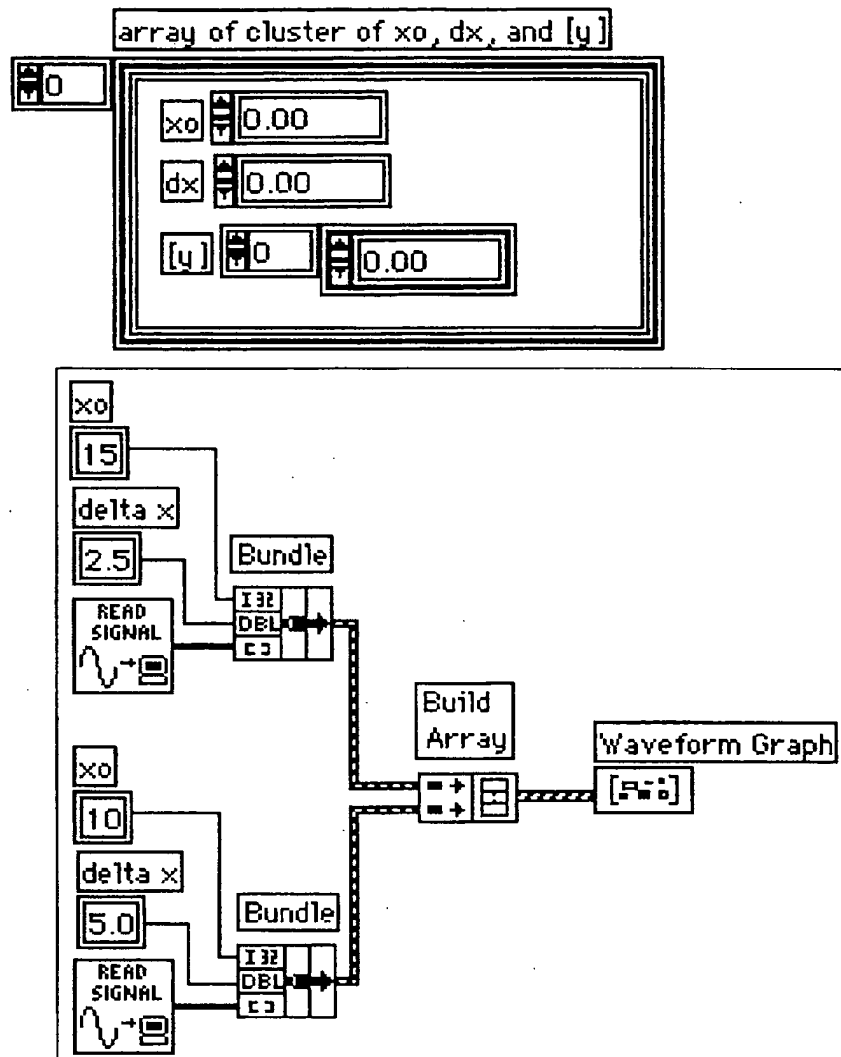 array of cluster of xo, dx, and [y]
0
xo 0.00
dx 0.00
[y] 0 0.00
xo
15
delta x
2.5
Bundle
I32
DBL
[ ]
READ
SIGNAL
Build
Array
Waveform Graph
xo
10
delta x
5.0
Bundle
I32
DBL
[ ]
READ
SIGNAL